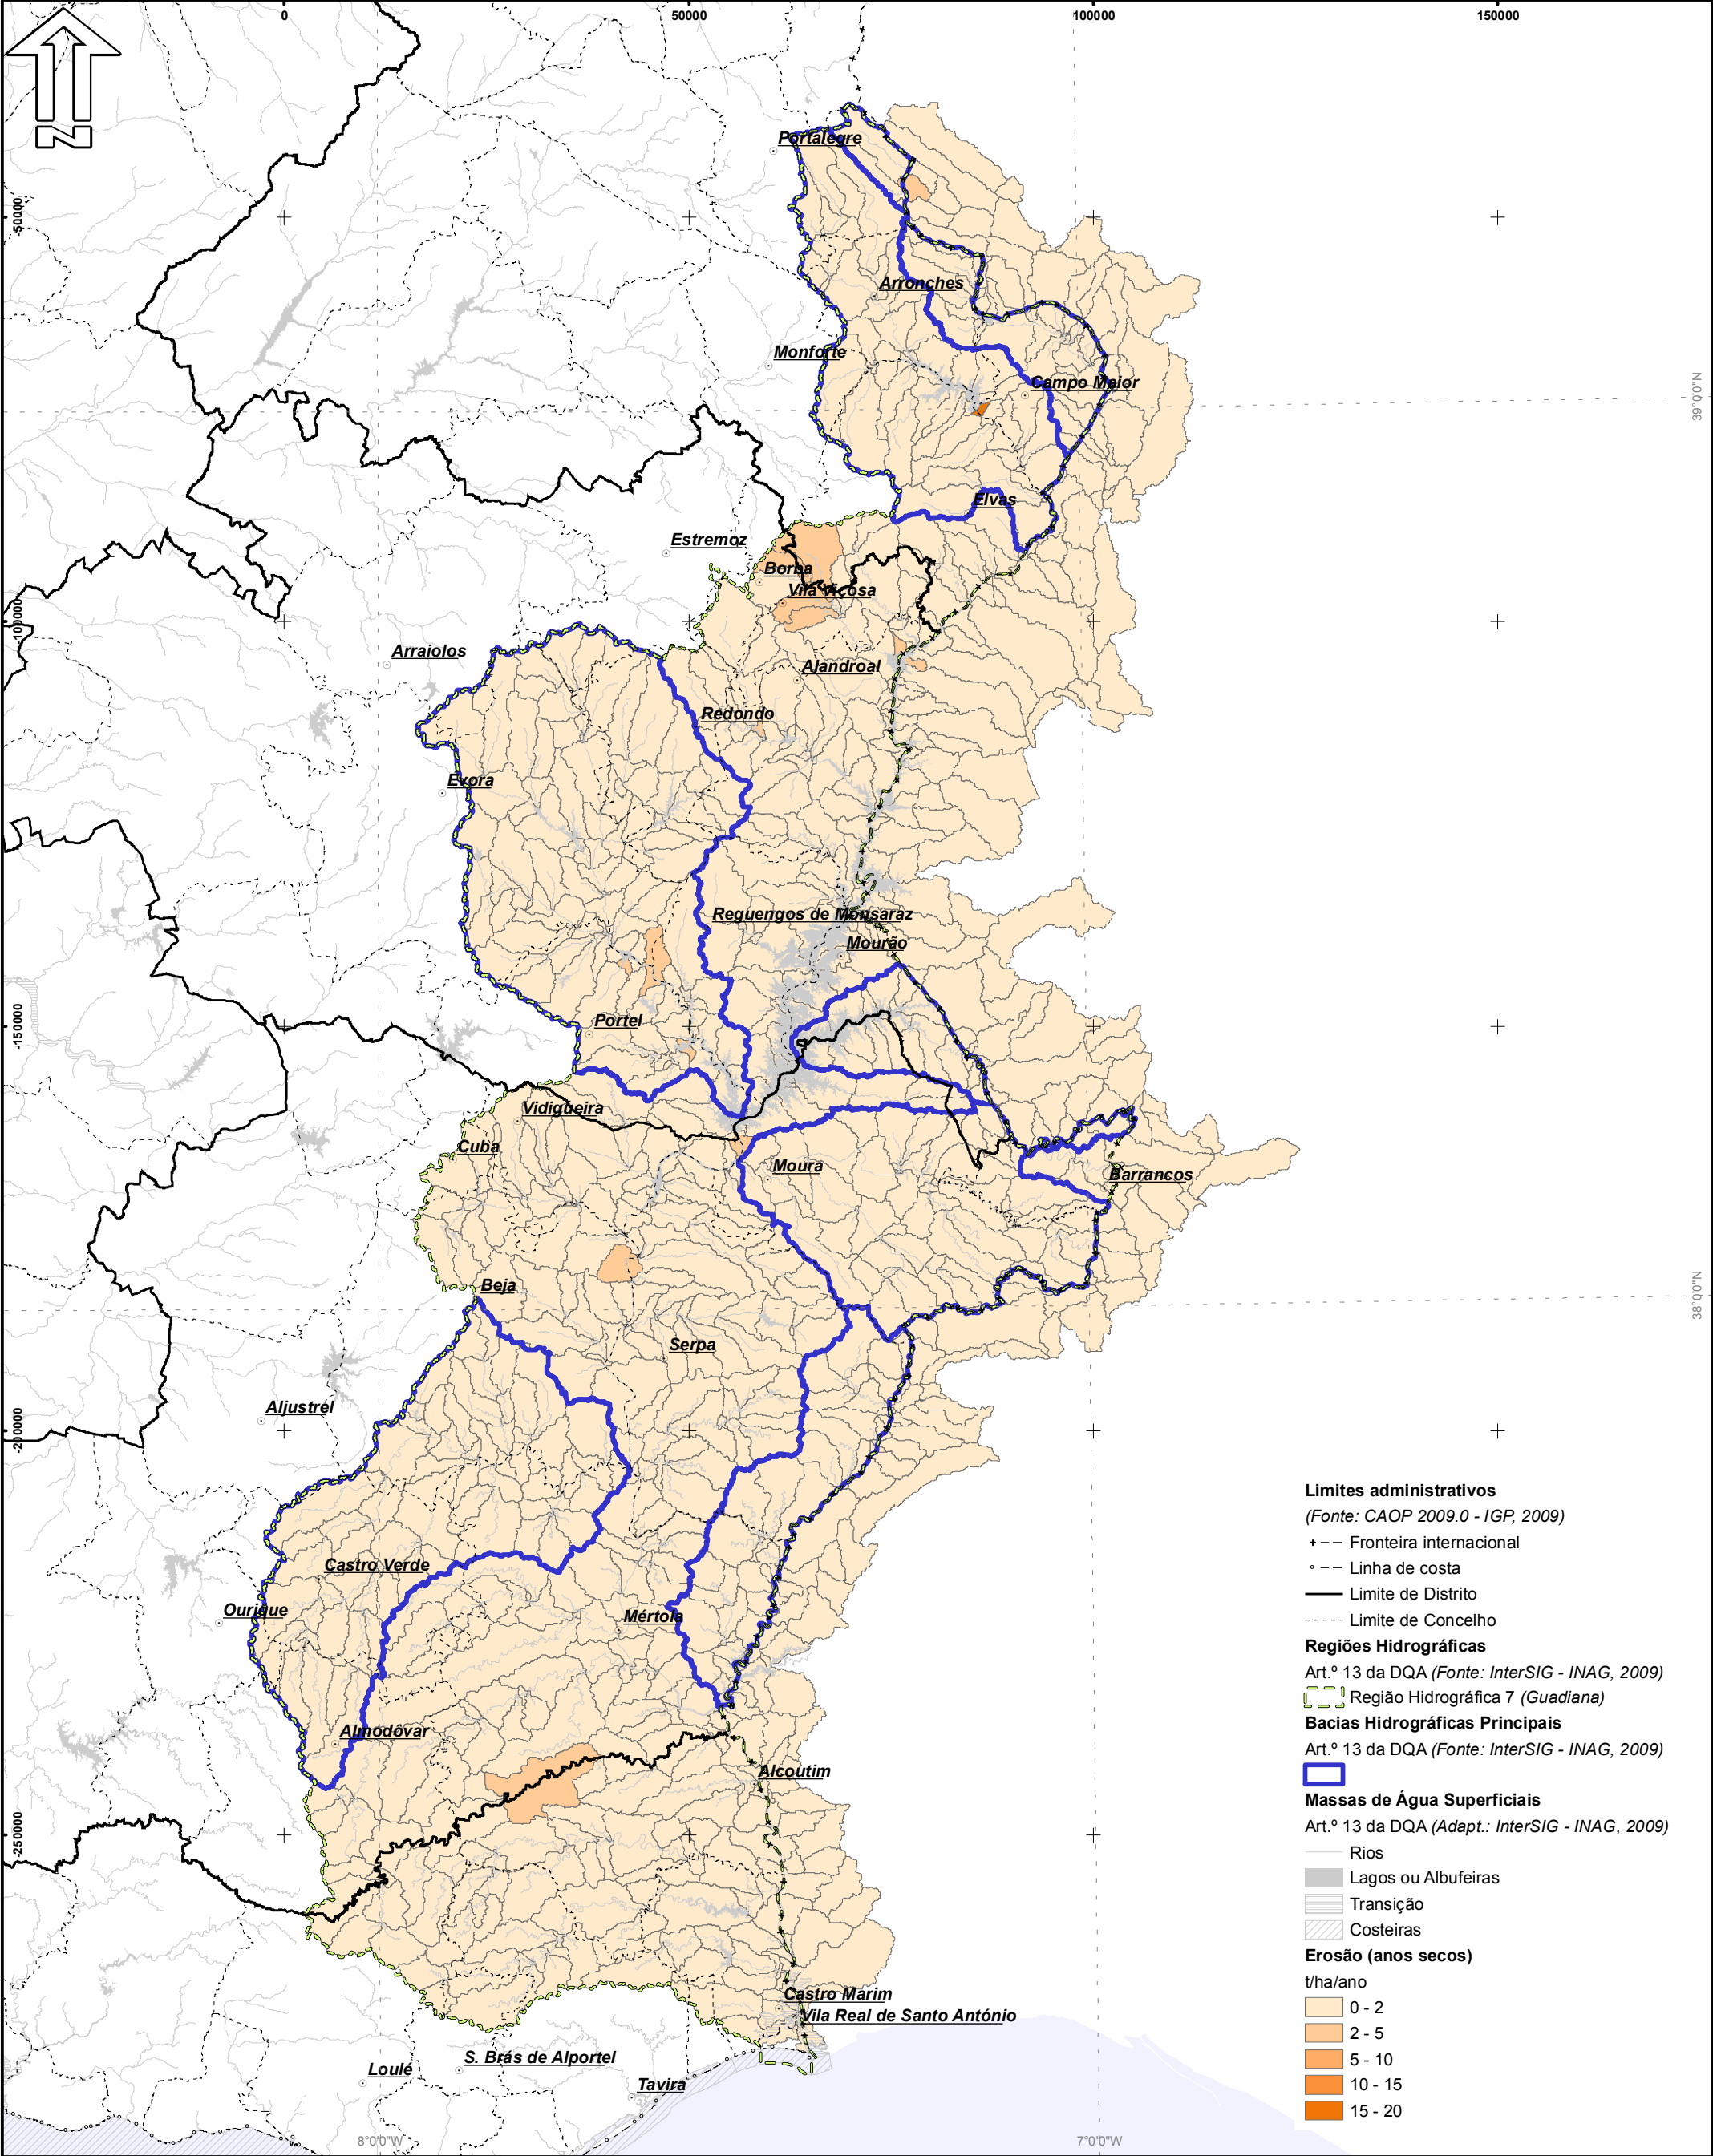 0
50000
100000
150000
N
-50000
-100000
-150000
-200000
-250000
39°0'0"N
38°0'0"N
8°0'0"W
7°0'0"W
Portalegre
Arronches
Monforte
Campo Maior
Elvas
Estremoz
Borba
Vila Viçosa
Arraiolos
Alandroal
Redondo
Evora
Reguengos de Monsaraz
Mourão
Portel
Vidigueira
Cuba
Moura
Barrancos
Beja
Serpa
Aljustrel
Castro Verde
Ourique
Mértola
Almodôvar
Alcoutim
Castro Marim
Vila Real de Santo António
S. Brás de Alportel
Loulé
Tavira
Limites administrativos
(Fonte: CAOP 2009.0 - IGP, 2009)
Fronteira internacional
Linha de costa
Limite de Distrito
Limite de Concelho
Regiões Hidrográficas
Art.º 13 da DQA (Fonte: InterSIG - INAG, 2009)
Região Hidrográfica 7 (Guadiana)
Bacias Hidrográficas Principais
Art.º 13 da DQA (Fonte: InterSIG - INAG, 2009)
Massas de Água Superficiais
Art.º 13 da DQA (Adapt.: InterSIG - INAG, 2009)
Rios
Lagos ou Albufeiras
Transição
Costeiras
Erosão (anos secos)
t/ha/ano
0 - 2
2 - 5
5 - 10
10 - 15
15 - 20